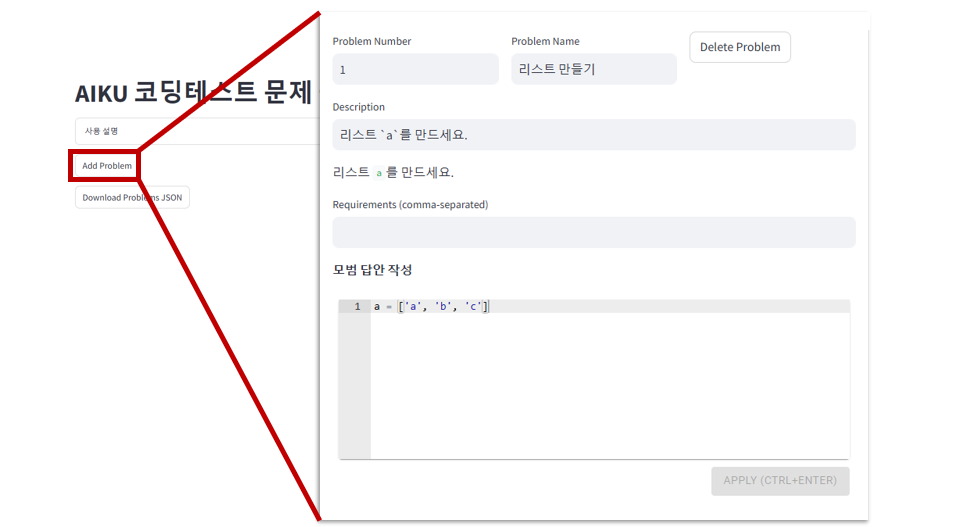 AIKU 코딩테스트 문제
사용 설명
Add Problem
Download Problems JSON
Problem Number
1
Problem Name
리스트 만들기
Delete Problem
Description
리스트 `a`를 만드세요.
리스트 a 를 만드세요.
Requirements (comma-separated)
모범 답안 작성
1 a = ['a', 'b', 'c']
APPLY (CTRL+ENTER)